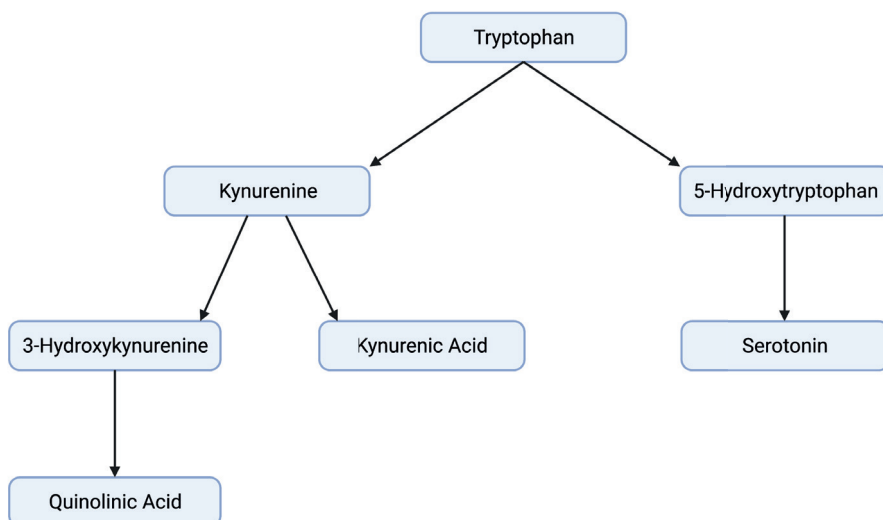 Tryptophan
Kynurenine
5-Hydroxytryptophan
3-Hydroxykynurenine
Kynurenic Acid
Serotonin
Quinolinic Acid